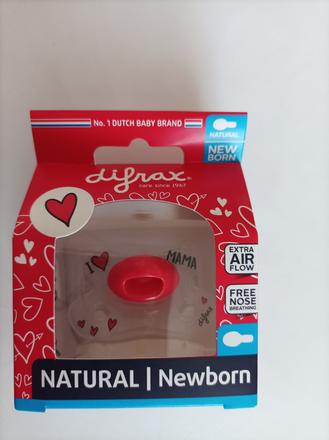 No. 1 DUTCH BABY BRAND
NATURAL
NEW
BORN
difrax®
care since 1967
I
MAMA
difrax
EXTRA
AIR
FLOW
FREE
NOSE
BREATHING
NATURAL | Newborn